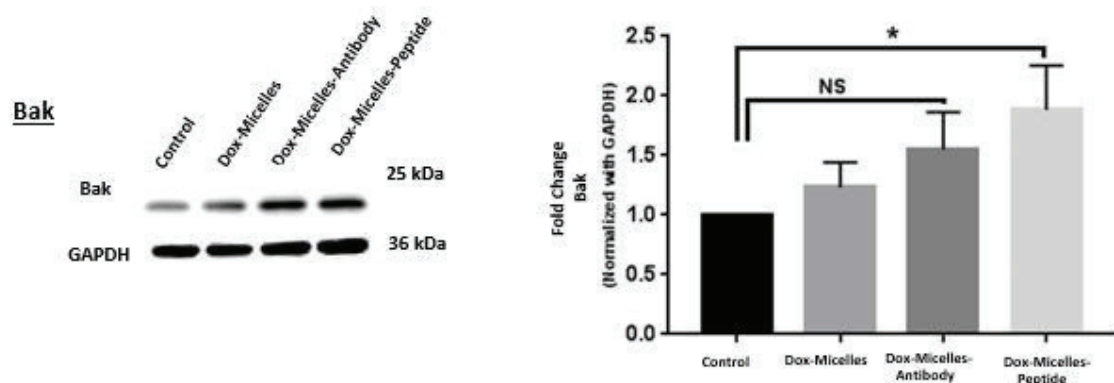 Bak
Control
Dox-Micelles
Dox-Micelles-Antibody
Dox-Micelles-Peptide
Bak
25 kDa
GAPDH
36 kDa
Fold Change
Bak
(Normalized with GAPDH)
2.5
2.0
1.5
1.0
0.5
0.0
*
NS
Control
Dox-Micelles
Dox-Micelles-
Antibody
Dox-Micelles-
Peptide